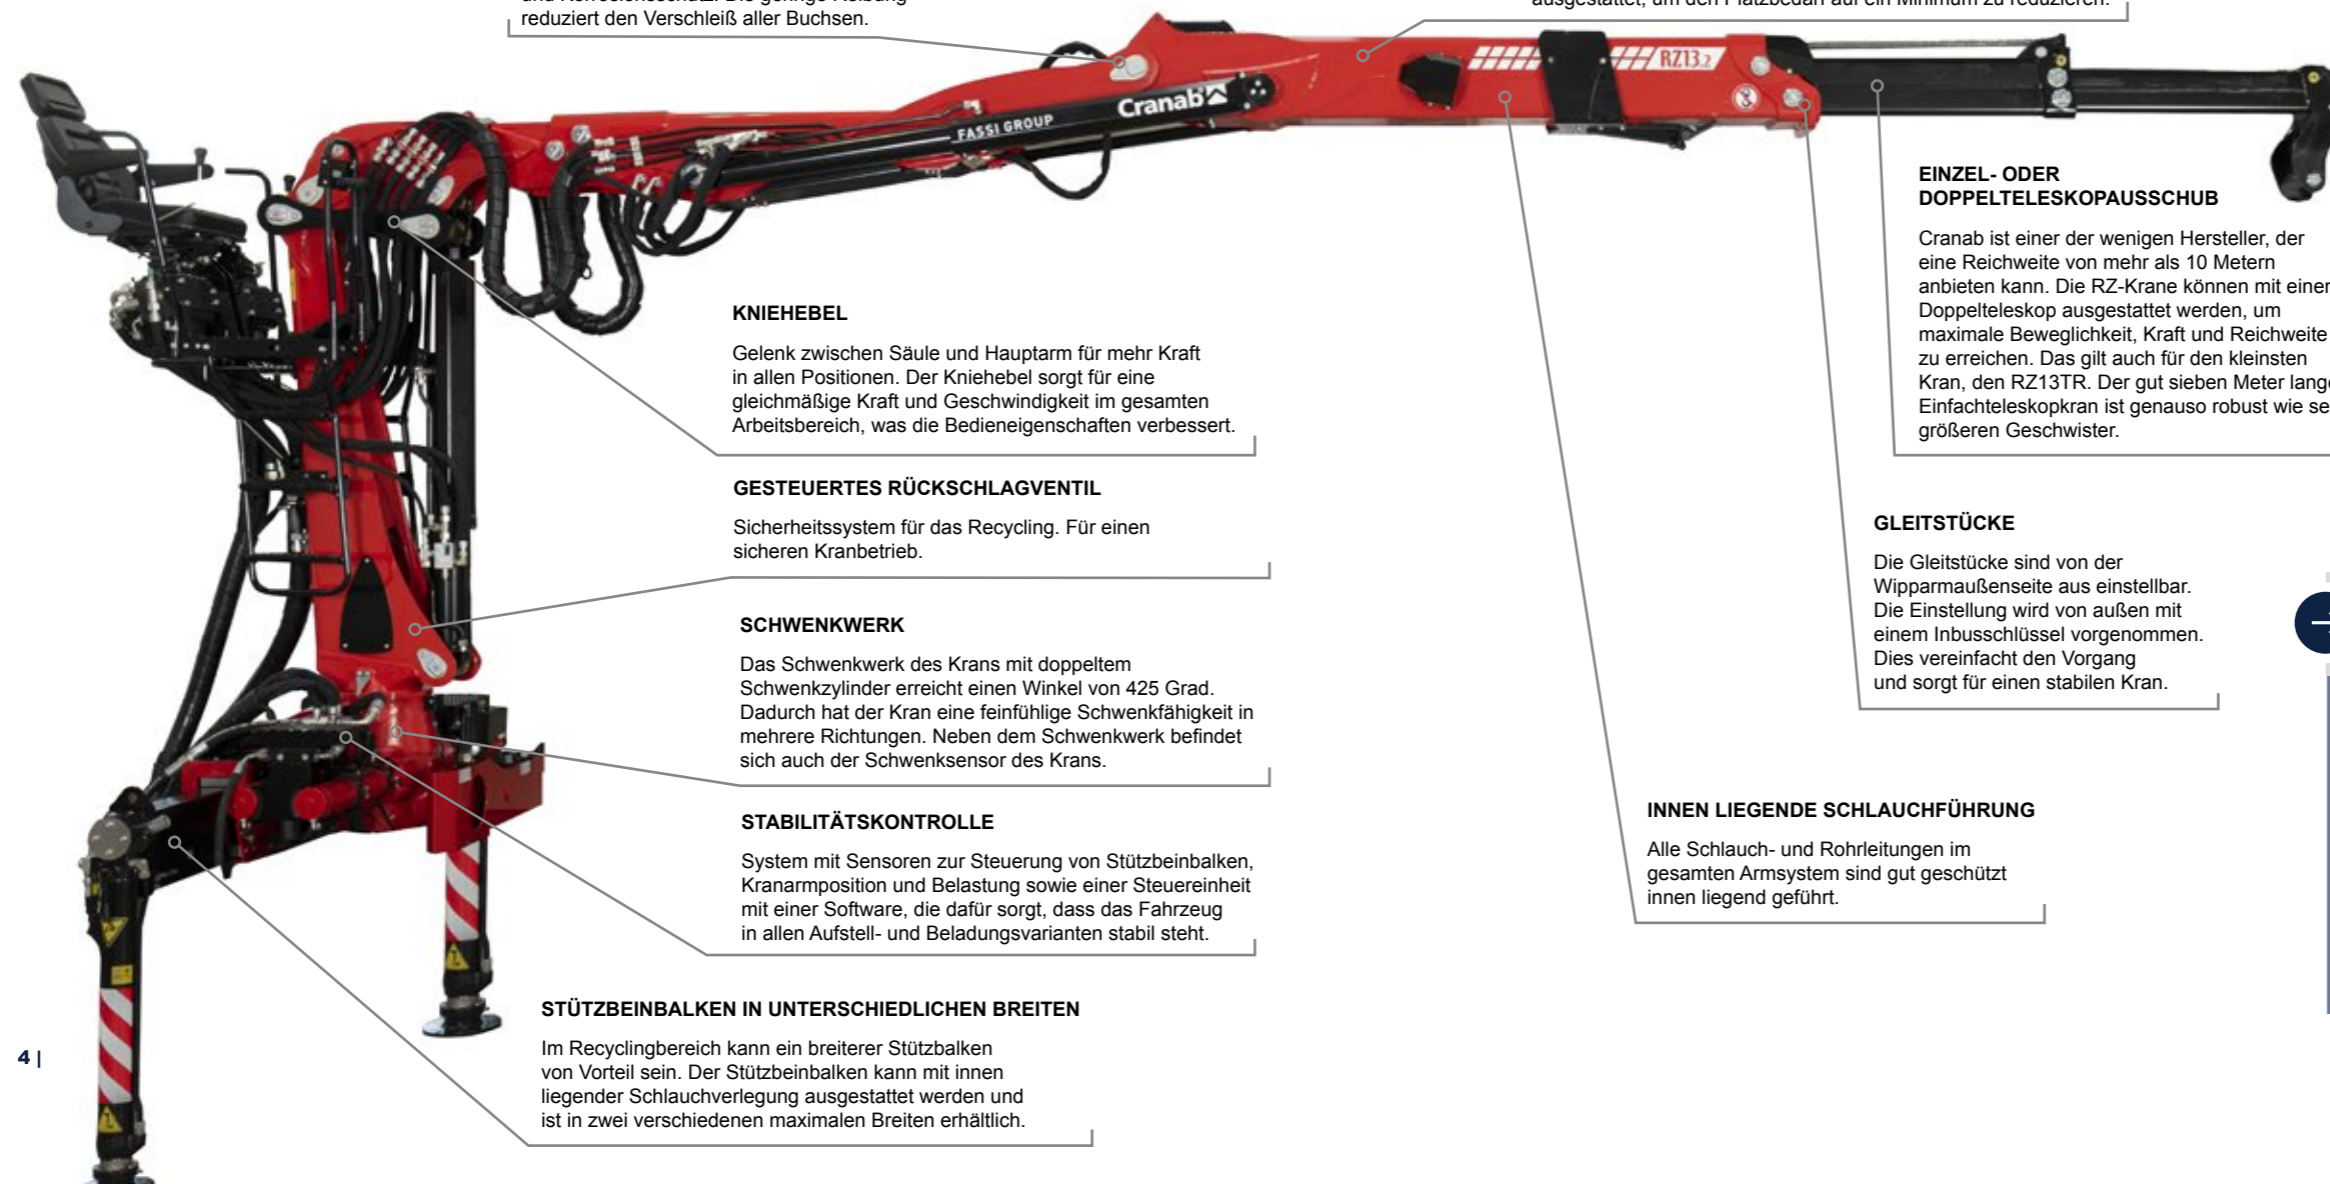 reduziert den Verschleiß aller Buchsen.
ausgestattet, um den Platzbedarf auf ein Minimum zu reduzieren.
RZ13.2
Cranab
FASSI GROUP
KNIEHEBEL
Gelenk zwischen Säule und Hauptarm für mehr Kraft
in allen Positionen. Der Kniehebel sorgt für eine
gleichmäßige Kraft und Geschwindigkeit im gesamten
Arbeitsbereich, was die Bedieneigenschaften verbessert.
GESTEUERTES RÜCKSCHLAGVENTIL
Sicherheitssystem für das Recycling. Für einen
sicheren Kranbetrieb.
SCHWENKWERK
Das Schwenkwerk des Krans mit doppeltem
Schwenkzylinder erreicht einen Winkel von 425 Grad.
Dadurch hat der Kran eine feinfühlige Schwenkfähigkeit in
mehrere Richtungen. Neben dem Schwenkwerk befindet
sich auch der Schwenksensor des Krans.
STABILITÄTSKONTROLLE
System mit Sensoren zur Steuerung von Stützbeinbalken,
Kranarmposition und Belastung sowie einer Steuereinheit
mit einer Software, die dafür sorgt, dass das Fahrzeug
in allen Aufstell- und Beladungsvarianten stabil steht.
STÜTZBEINBALKEN IN UNTERSCHIEDLICHEN BREITEN
Im Recyclingbereich kann ein breiterer Stützbalken
von Vorteil sein. Der Stützbeinbalken kann mit innen
liegender Schlauchverlegung ausgestattet werden und
ist in zwei verschiedenen maximalen Breiten erhältlich.
EINZEL- ODER
DOPPELTELESKOPAUSSCHUB
Cranab ist einer der wenigen Hersteller, der
eine Reichweite von mehr als 10 Metern
anbieten kann. Die RZ-Krane können mit
Doppelteleskop ausgestattet werden, um
maximale Beweglichkeit, Kraft und Reichweite
zu erreichen. Das gilt auch für den kleinsten
Kran, den RZ13TR. Der gut sieben Meter
Einfachteleskopkran ist genauso robust wie
größeren Geschwister.
GLEITSTÜCKE
Die Gleitstücke sind von der
Wipparmaußenseite aus einstellbar.
Die Einstellung wird von außen mit
einem Inbusschlüssel vorgenommen.
Dies vereinfacht den Vorgang
und sorgt für einen stabilen Kran.
INNEN LIEGENDE SCHLAUCHFÜHRUNG
Alle Schlauch- und Rohrleitungen im
gesamten Armsystem sind gut geschützt
innen liegend geführt.
4 |